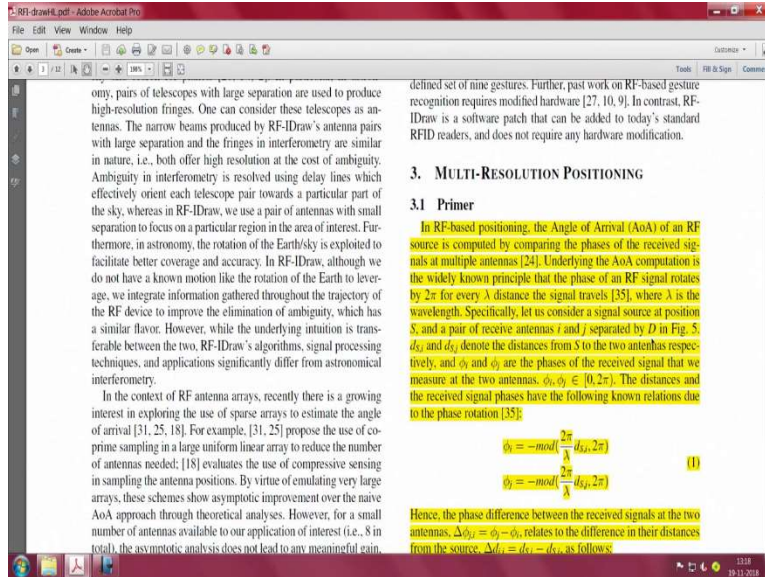 RFI-drawHL.pdf - Adobe Acrobat Pro
File Edit View Window Help
Open Create Customize
3 / 12 198% Tools Fill & Sign Comme
omy, pairs of telescopes with large separation are used to produce
high-resolution fringes. One can consider these telescopes as an-
tennas. The narrow beams produced by RF-IDraw's antenna pairs
with large separation and the fringes in interferometry are similar
in nature, i.e., both offer high resolution at the cost of ambiguity.
Ambiguity in interferometry is resolved using delay lines which
effectively orient each telescope pair towards a particular part of
the sky, whereas in RF-IDraw, we use a pair of antennas with small
separation to focus on a particular region in the area of interest. Fur-
thermore, in astronomy, the rotation of the Earth/sky is exploited to
facilitate better coverage and accuracy. In RF-IDraw, although we
do not have a known motion like the rotation of the Earth to lever-
age, we integrate information gathered throughout the trajectory of
the RF device to improve the elimination of ambiguity, which has
a similar flavor. However, while the underlying intuition is trans-
ferable between the two, RF-IDraw's algorithms, signal processing
techniques, and applications significantly differ from astronomical
interferometry.
In the context of RF antenna arrays, recently there is a growing
interest in exploring the use of sparse arrays to estimate the angle
of arrival [31, 25, 18]. For example, [31, 25] propose the use of co-
prime sampling in a large uniform linear array to reduce the number
of antennas needed; [18] evaluates the use of compressive sensing
in sampling the antenna positions. By virtue of emulating very large
arrays, these schemes show asymptotic improvement over the naive
AoA approach through theoretical analyses. However, for a small
number of antennas available to our application of interest (i.e., 8 in
total), the asymptotic analysis does not lead to any meaningful gain.
defined set of nine gestures. Further, past work on RF-based gesture
recognition requires modified hardware [27, 10, 9]. In contrast, RF-
IDraw is a software patch that can be added to today's standard
RFID readers, and does not require any hardware modification.
3. MULTI-RESOLUTION POSITIONING
3.1 Primer
In RF-based positioning, the Angle of Arrival (AoA) of an RF
source is computed by comparing the phases of the received sig-
nals at multiple antennas [24]. Underlying the AoA computation is
the widely known principle that the phase of an RF signal rotates
by 2π for every λ distance the signal travels [35], where λ is the
wavelength. Specifically, let us consider a signal source at position
S, and a pair of receive antennas i and j separated by D in Fig. 5.
dS,i and dS,j denote the distances from S to the two antennas respec-
tively, and ϕi and ϕj are the phases of the received signal that we
measure at the two antennas. ϕi, ϕj ∈ [0, 2π). The distances and
the received signal phases have the following known relations due
to the phase rotation [35]:
ϕi = −mod(2π/λ dS,i, 2π)
(1)
ϕj = −mod(2π/λ dS,j, 2π)
Hence, the phase difference between the received signals at the two
antennas, Δϕj,i = ϕj − ϕi, relates to the difference in their distances
from the source, Δdj,i = dS,j − dS,i, as follows:
13:18
19-11-2018